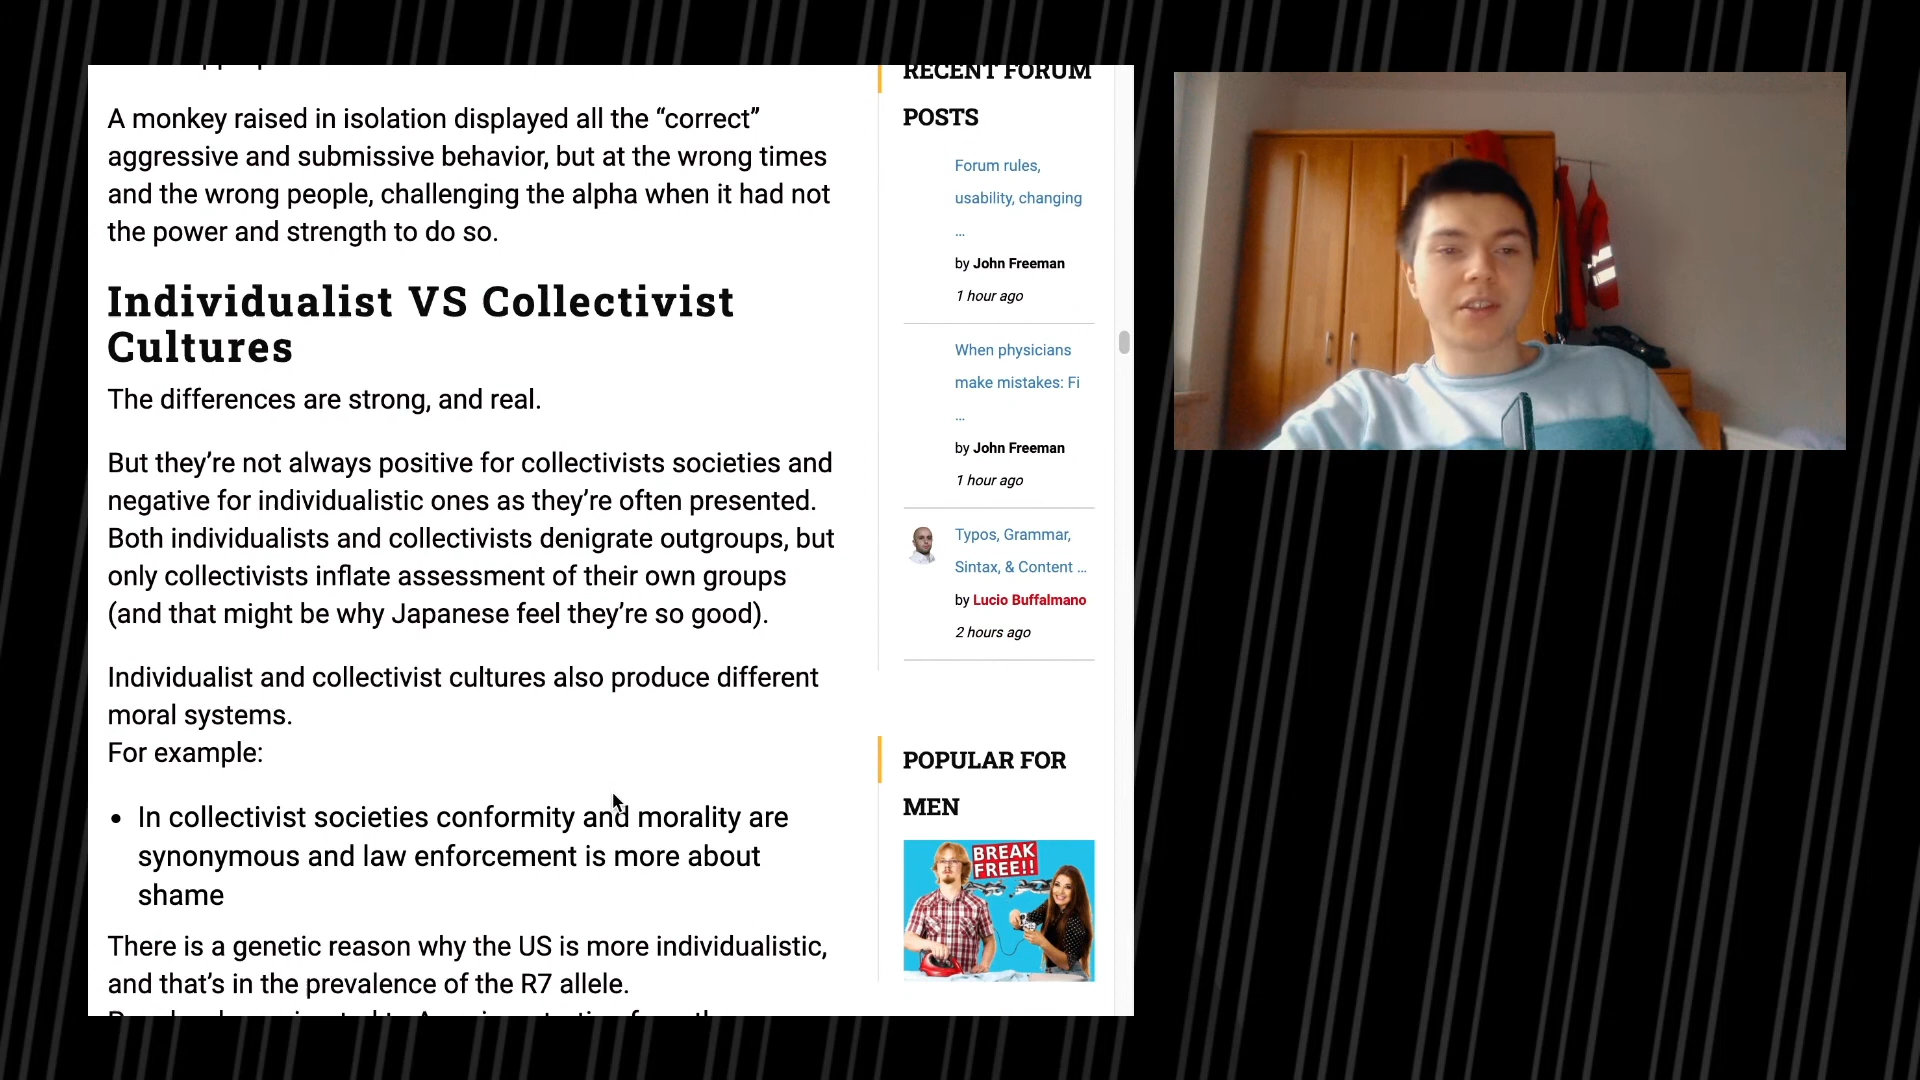 A monkey raised in isolation displayed all the “correct”
aggressive and submissive behavior, but at the wrong times
and the wrong people, challenging the alpha when it had not
the power and strength to do so.
Individualist VS Collectivist
Cultures
The differences are strong, and real.
But they’re not always positive for collectivists societies and
negative for individualistic ones as they’re often presented.
Both individualists and collectivists denigrate outgroups, but
only collectivists inflate assessment of their own groups
(and that might be why Japanese feel they’re so good).
Individualist and collectivist cultures also produce different
moral systems.
For example:
• In collectivist societies conformity and morality are
synonymous and law enforcement is more about
shame
There is a genetic reason why the US is more individualistic,
and that’s in the prevalence of the R7 allele.
RECENT FORUM
POSTS
Forum rules,
usability, changing
...
by John Freeman
1 hour ago
When physicians
make mistakes: Fi
...
by John Freeman
1 hour ago
Typos, Grammar,
Sintax, & Content ...
by Lucio Buffalmano
2 hours ago
POPULAR FOR
MEN
BREAK
FREE!!